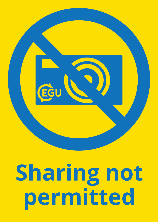 EGU
Sharing not
permitted